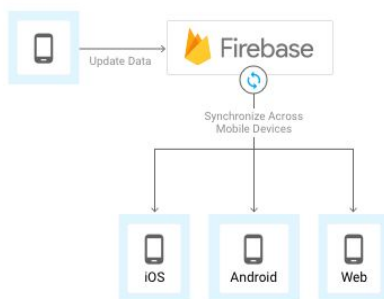 Firebase
Update Data
Synchronize Across
Mobile Devices
iOS
Android
Web